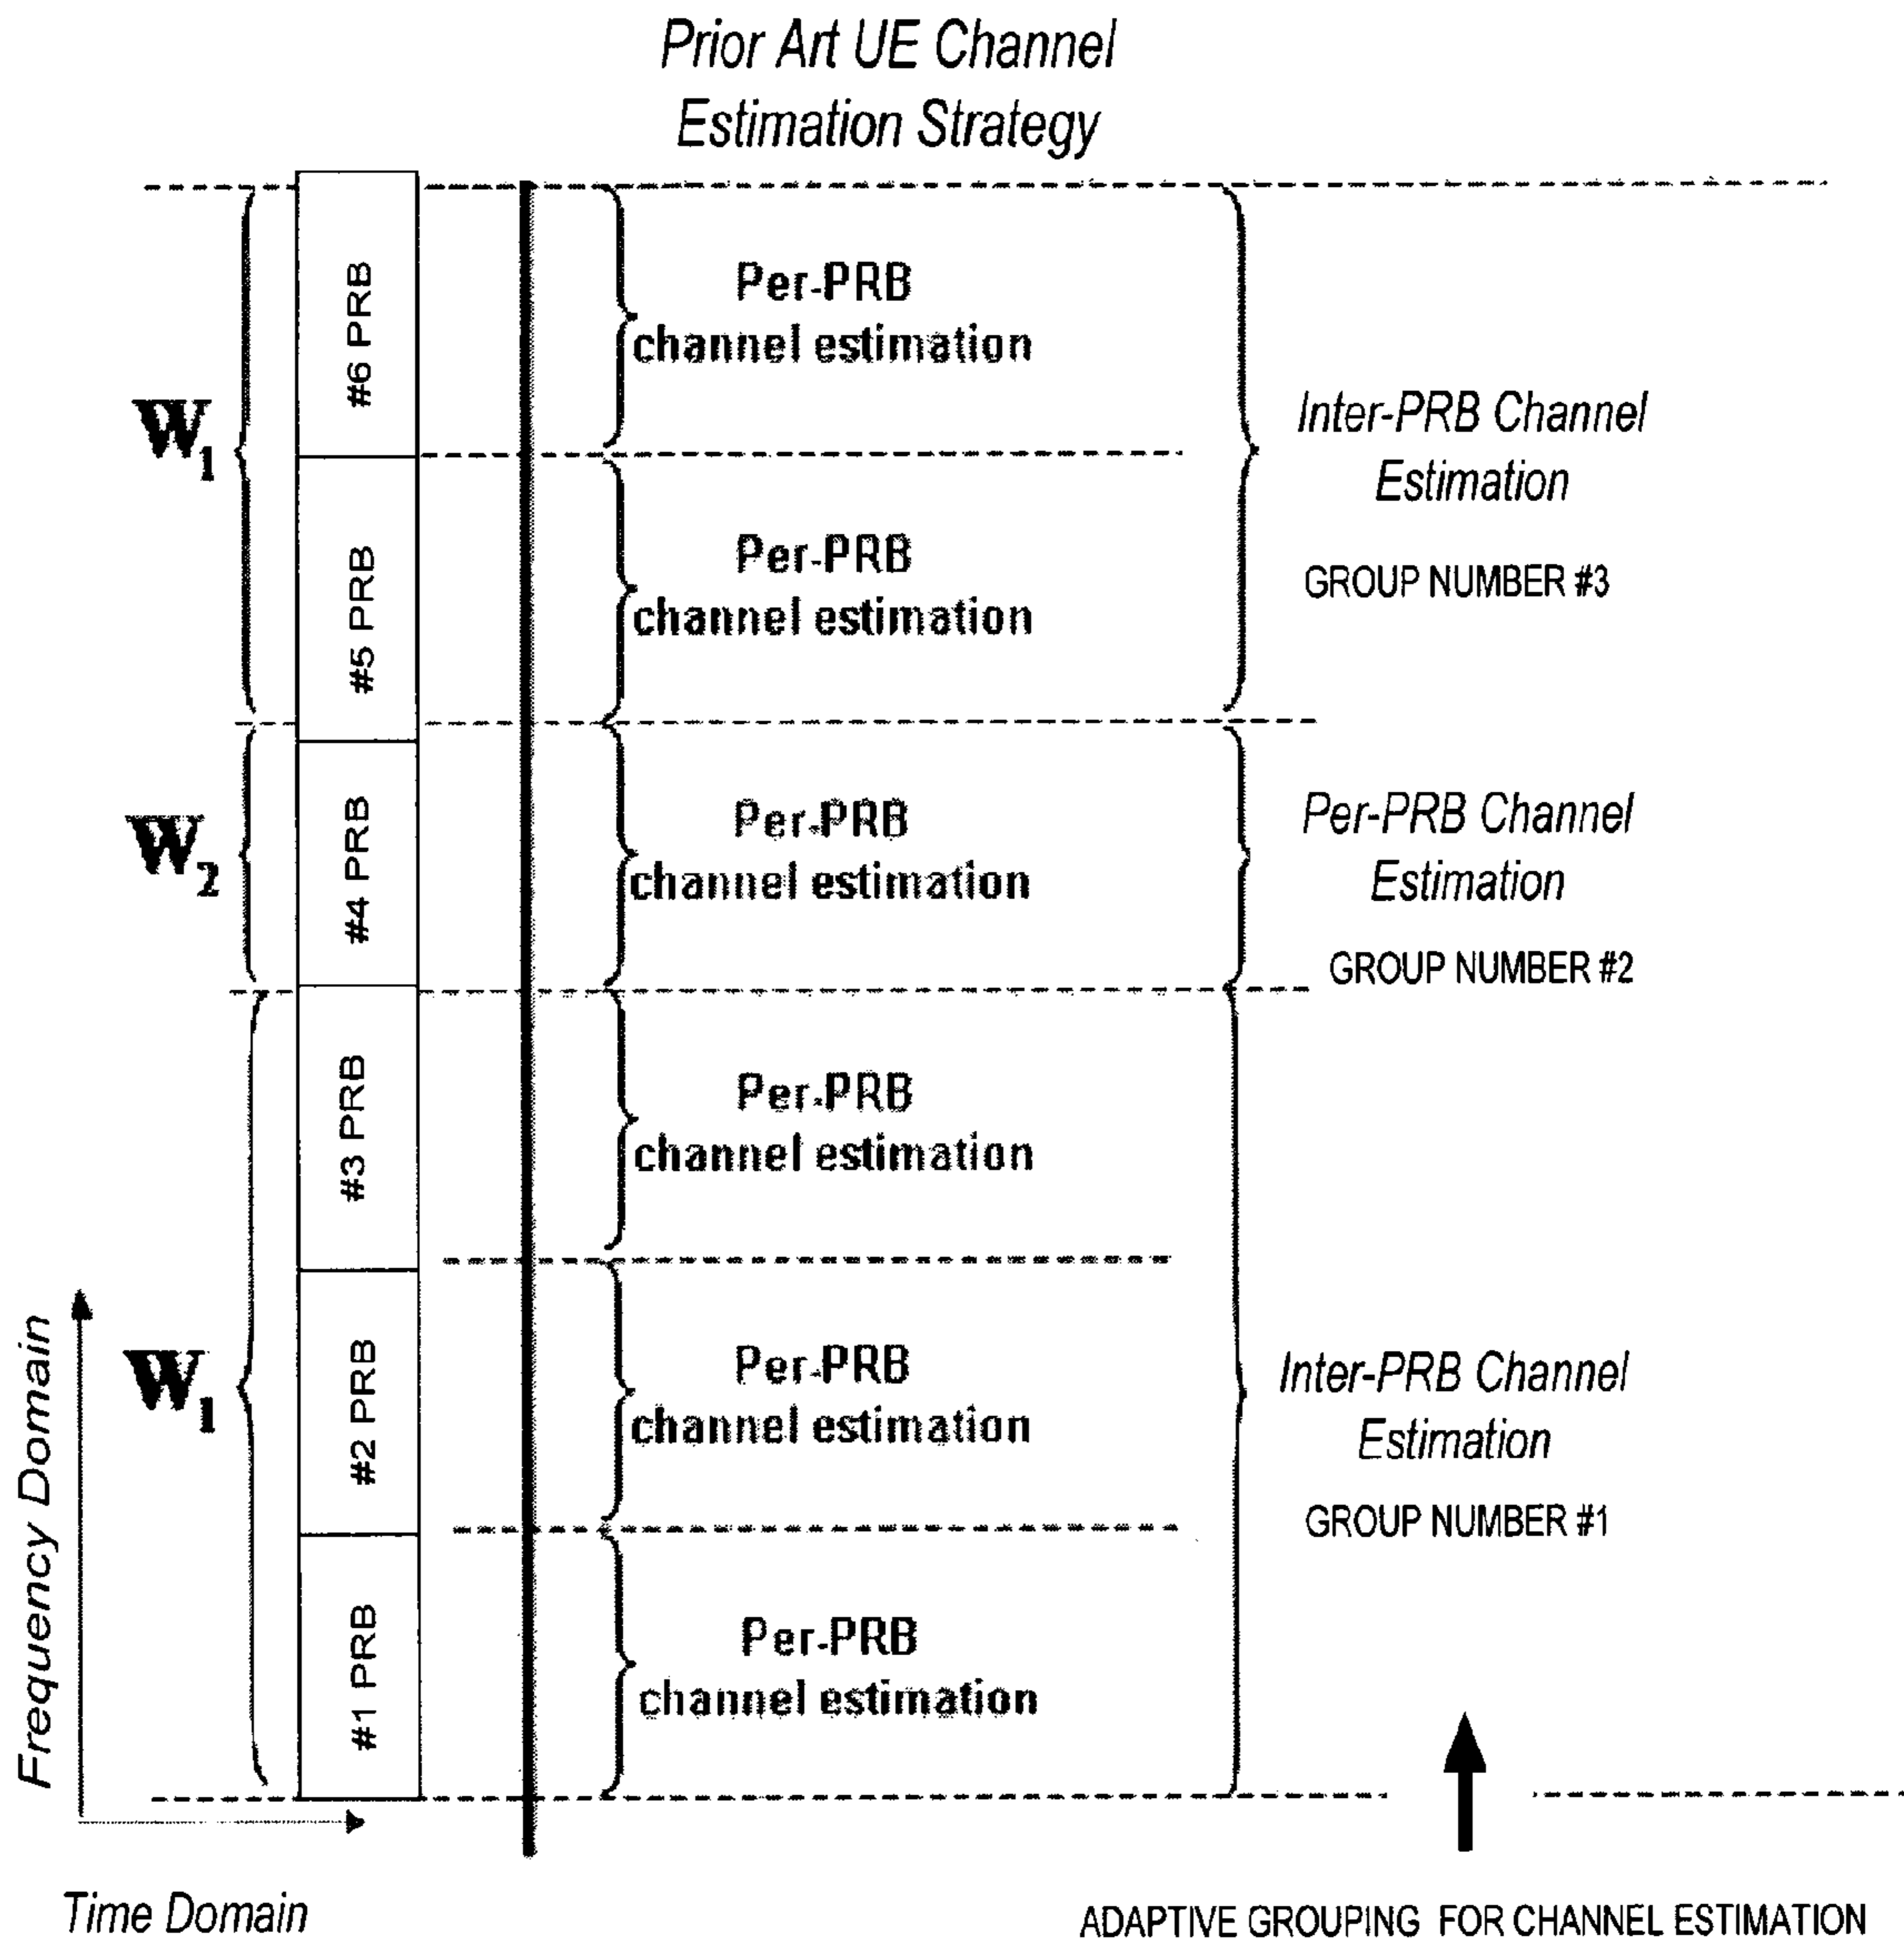 Prior Art UE Channel
Estimation Strategy
W1
#6 PRB
Per-PRB
channel estimation
Inter-PRB Channel
Estimation
GROUP NUMBER #3
#5 PRB
Per-PRB
channel estimation
W2
#4 PRB
Per-PRB
channel estimation
Per-PRB Channel
Estimation
GROUP NUMBER #2
#3 PRB
Per-PRB
channel estimation
W1
#2 PRB
Per-PRB
channel estimation
Inter-PRB Channel
Estimation
GROUP NUMBER #1
#1 PRB
Per-PRB
channel estimation
Frequency Domain
Time Domain
ADAPTIVE GROUPING FOR CHANNEL ESTIMATION